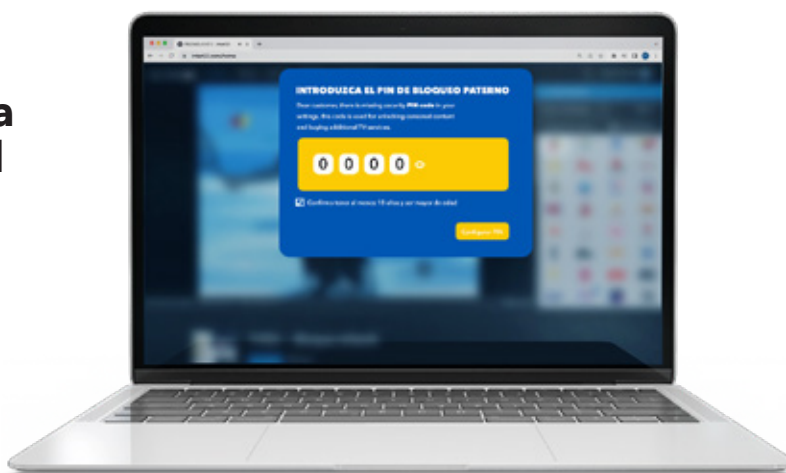 a
l
INTRODUZCA EL PIN DE BLOQUEO PATERNO
Dear customer, there is missing security PIN code in your
settings, this code is used for unlocking censored content
and buying additional TV services.
0 0 0 0
Confirmo tener al menos 18 años y ser mayor de edad
Configurar PIN